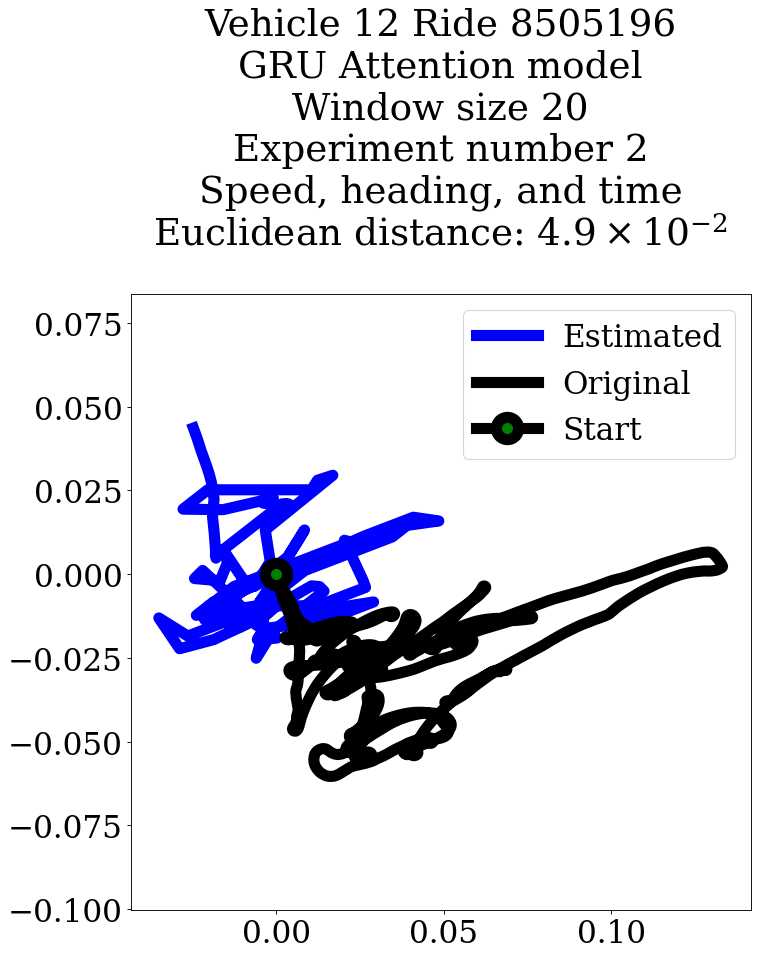 Vehicle 12 Ride 8505196
GRU Attention model
Window size 20
Experiment number 2
Speed, heading, and time
Euclidean distance: 4.9 × 10⁻²
Estimated
Original
Start
0.075
0.050
0.025
0.000
−0.025
−0.050
−0.075
−0.100
0.00 0.05 0.10